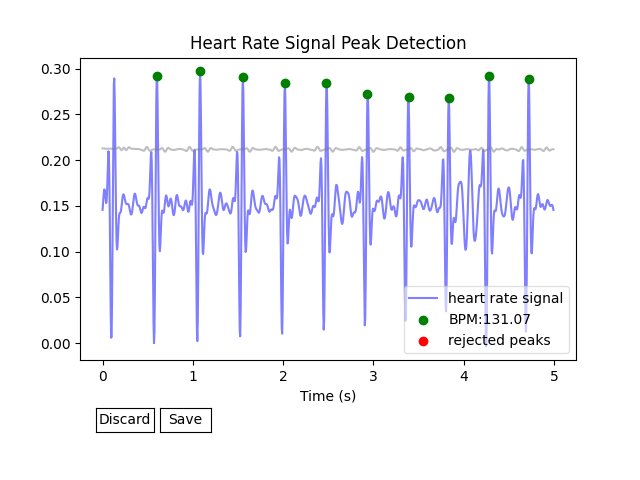 Heart Rate Signal Peak Detection
0.30
0.25
0.20
0.15
0.10
0.05
0.00
heart rate signal
BPM:131.07
rejected peaks
0 1 2 3 4 5
Time (s)
Discard Save